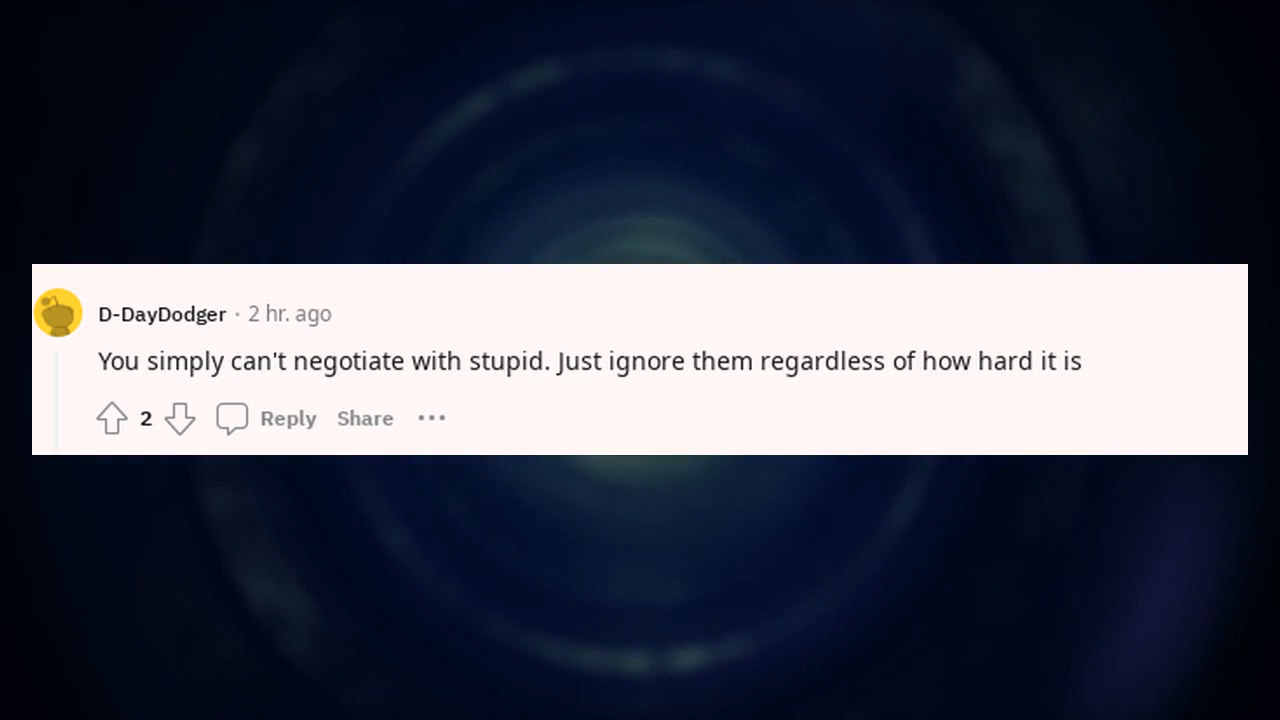 D-DayDodger · 2 hr. ago
You simply can't negotiate with stupid. Just ignore them regardless of how hard it is
2 Reply Share ···